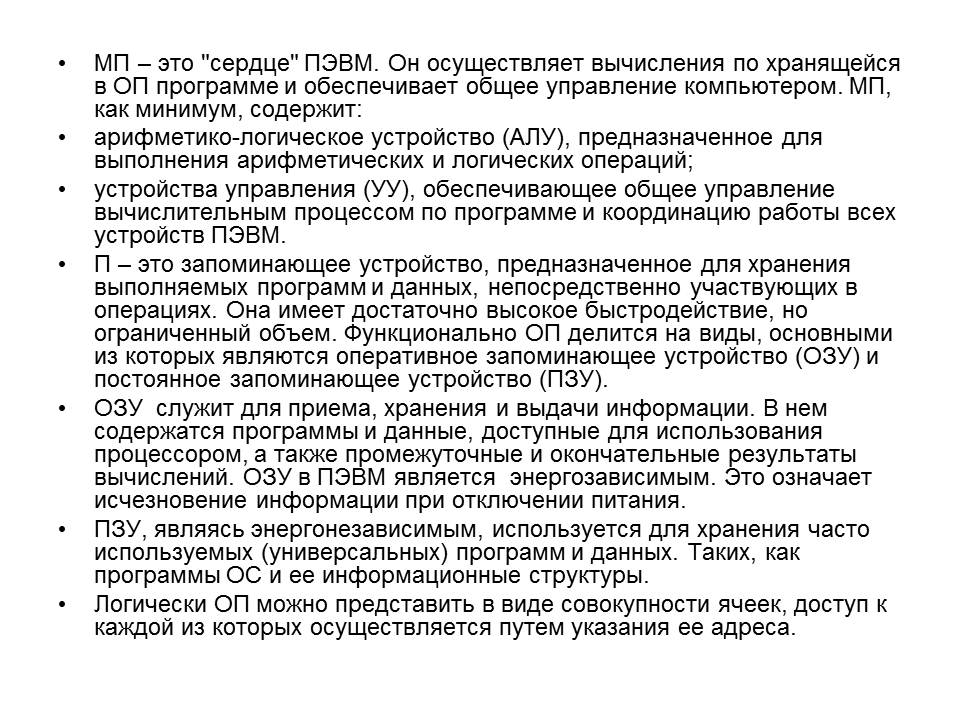 • МП – это "сердце" ПЭВМ. Он осуществляет вычисления по хранящейся
в ОП программе и обеспечивает общее управление компьютером. МП,
как минимум, содержит:
• арифметико-логическое устройство (АЛУ), предназначенное для
выполнения арифметических и логических операций;
• устройства управления (УУ), обеспечивающее общее управление
вычислительным процессом по программе и координацию работы всех
устройств ПЭВМ.
• П – это запоминающее устройство, предназначенное для хранения
выполняемых программ и данных, непосредственно участвующих в
операциях. Она имеет достаточно высокое быстродействие, но
ограниченный объем. Функционально ОП делится на виды, основными
из которых являются оперативное запоминающее устройство (ОЗУ) и
постоянное запоминающее устройство (ПЗУ).
• ОЗУ  служит для приема, хранения и выдачи информации. В нем
содержатся программы и данные, доступные для использования
процессором, а также промежуточные и окончательные результаты
вычислений. ОЗУ в ПЭВМ является  энергозависимым. Это означает
исчезновение информации при отключении питания.
• ПЗУ, являясь энергонезависимым, используется для хранения часто
используемых (универсальных) программ и данных. Таких, как
программы ОС и ее информационные структуры.
• Логически ОП можно представить в виде совокупности ячеек, доступ к
каждой из которых осуществляется путем указания ее адреса.